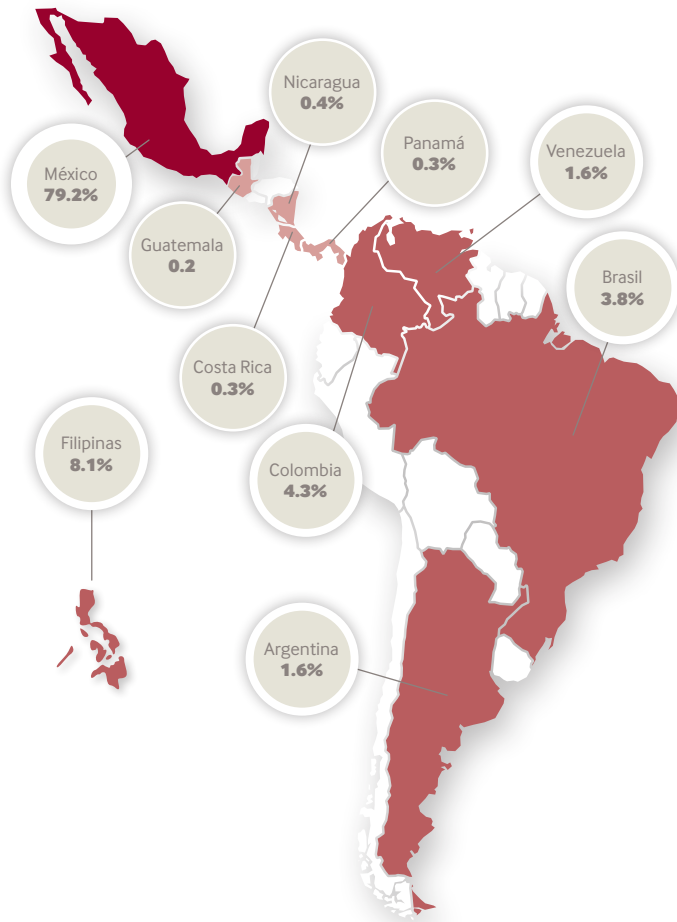 Nicaragua
0.4%
Panamá
0.3%
Venezuela
1.6%
México
79.2%
Guatemala
0.2
Brasil
3.8%
Costa Rica
0.3%
Filipinas
8.1%
Colombia
4.3%
Argentina
1.6%